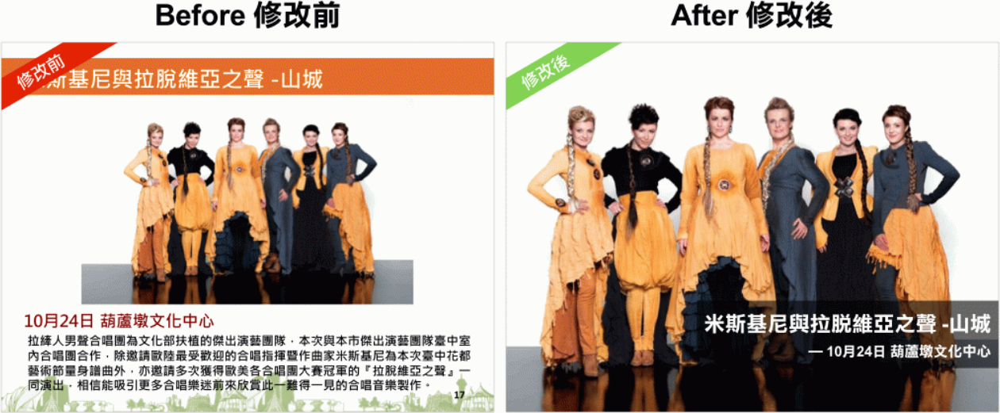 Before 修改前
After 修改後
修改前
斯基尼與拉脫維亞之聲 -山城
10月24日 葫蘆墩文化中心
拉縴人男聲合唱團為文化部扶植的傑出演藝團隊，本次與本市傑出演藝團隊臺中室
內合唱團合作，除邀請歐陸最受歡迎的合唱指揮暨作曲家米斯基尼為本次臺中花都
藝術節量身譜曲外，亦邀請多次獲得歐美各合唱團大賽冠軍的『拉脫維亞之聲』一
同演出，相信能吸引更多合唱樂迷前來欣賞此一難得一見的合唱音樂製作。
17
修改後
米斯基尼與拉脫維亞之聲 -山城
— 10月24日 葫蘆墩文化中心